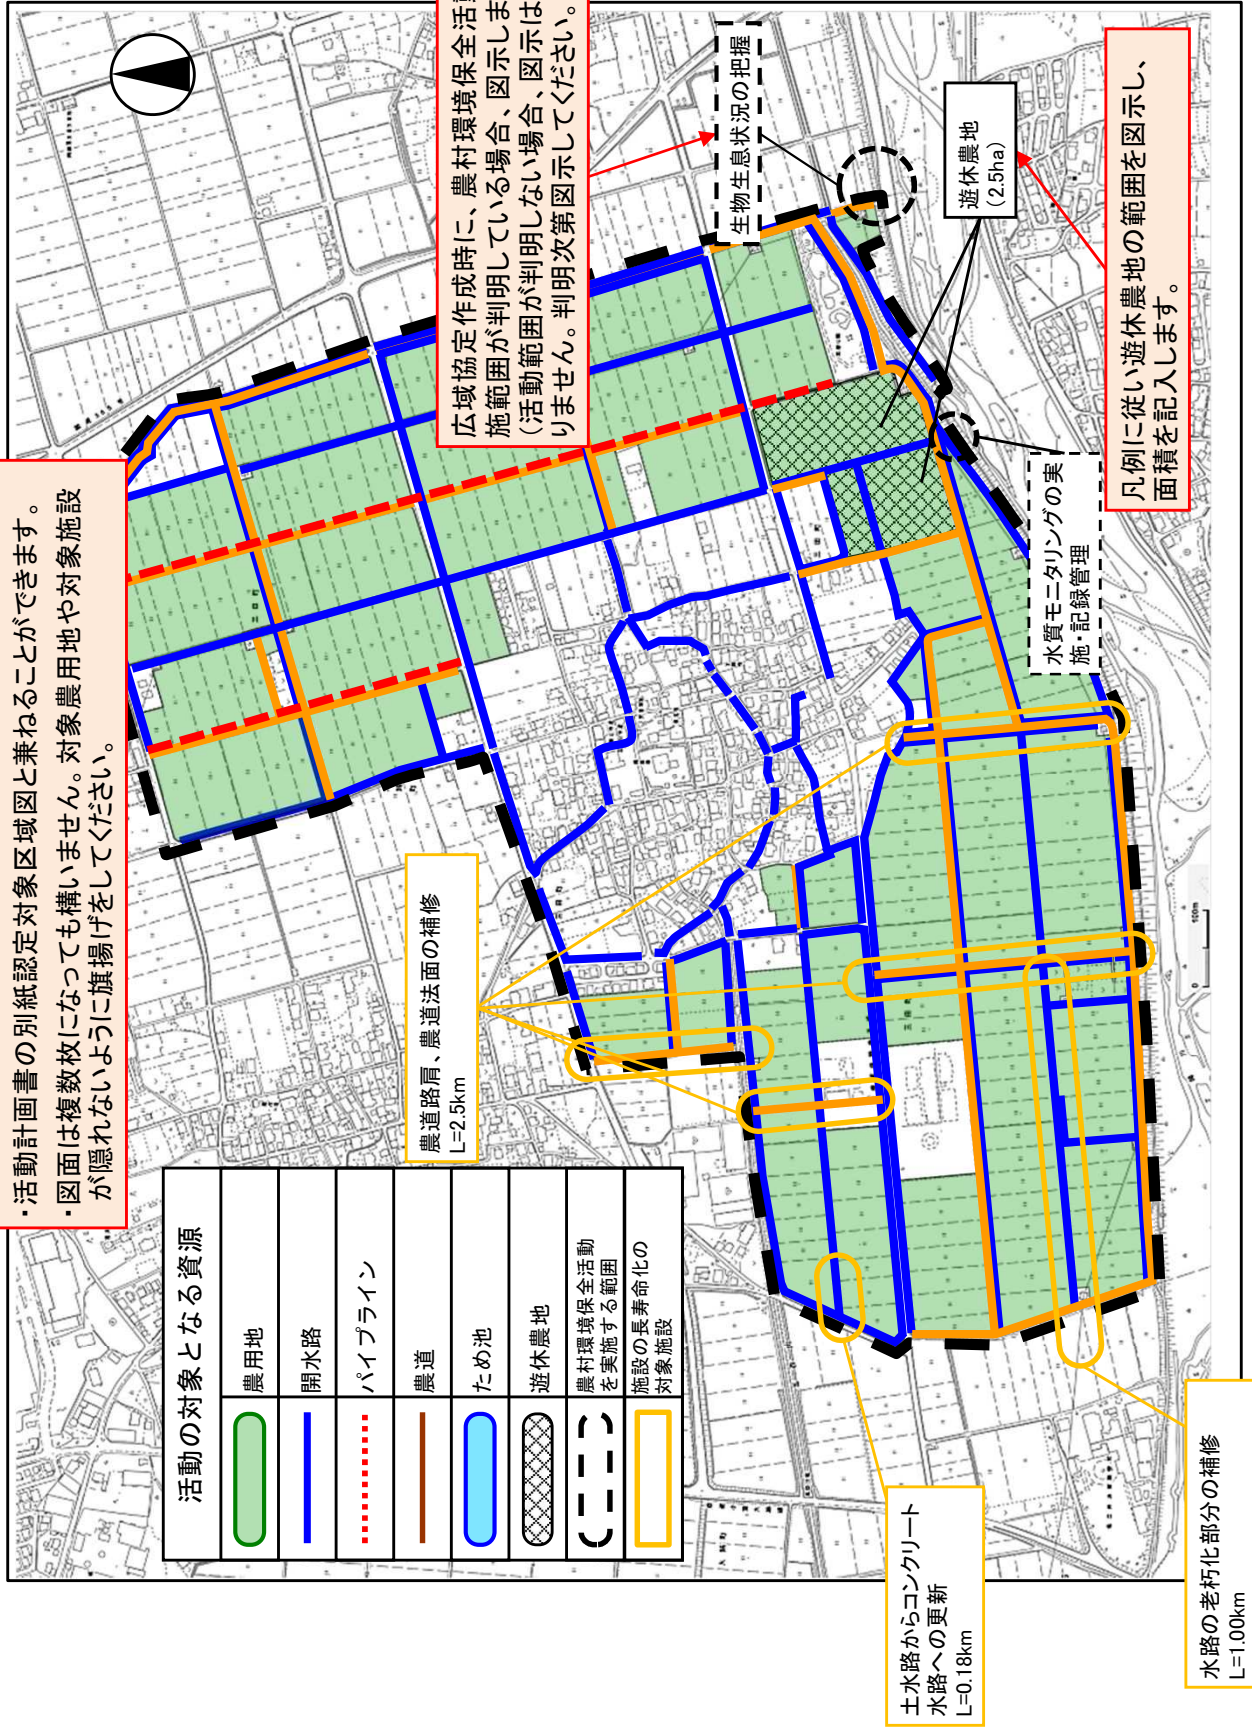 ・活動計画書の別紙認定対象区域図と兼ねることができます。
・図面は複数枚になっても構いません。対象農用地や対象施設
が隠れないように旗揚げをしてください。
広域協定作成時に、農村環境保全活動
施範囲が判明している場合、図示しま
(活動範囲が判明しない場合、図示は
りません。判明次第図示してください。
生物生息状況の把握
遊休農地
(2.5ha)
凡例に従い遊休農地の範囲を図示し、
面積を記入します。
水質モニタリングの実
施・記録管理
農道路肩、農道法面の補修
L=2.5km
活動の対象となる資源
農用地
開水路
パイプライン
農道
ため池
遊休農地
農村環境保全活動
を実施する範囲
施設の長寿命化の
対象施設
土水路からコンクリート
水路への更新
L=0.18km
水路の老朽化部分の補修
L=1.00km
0 100m